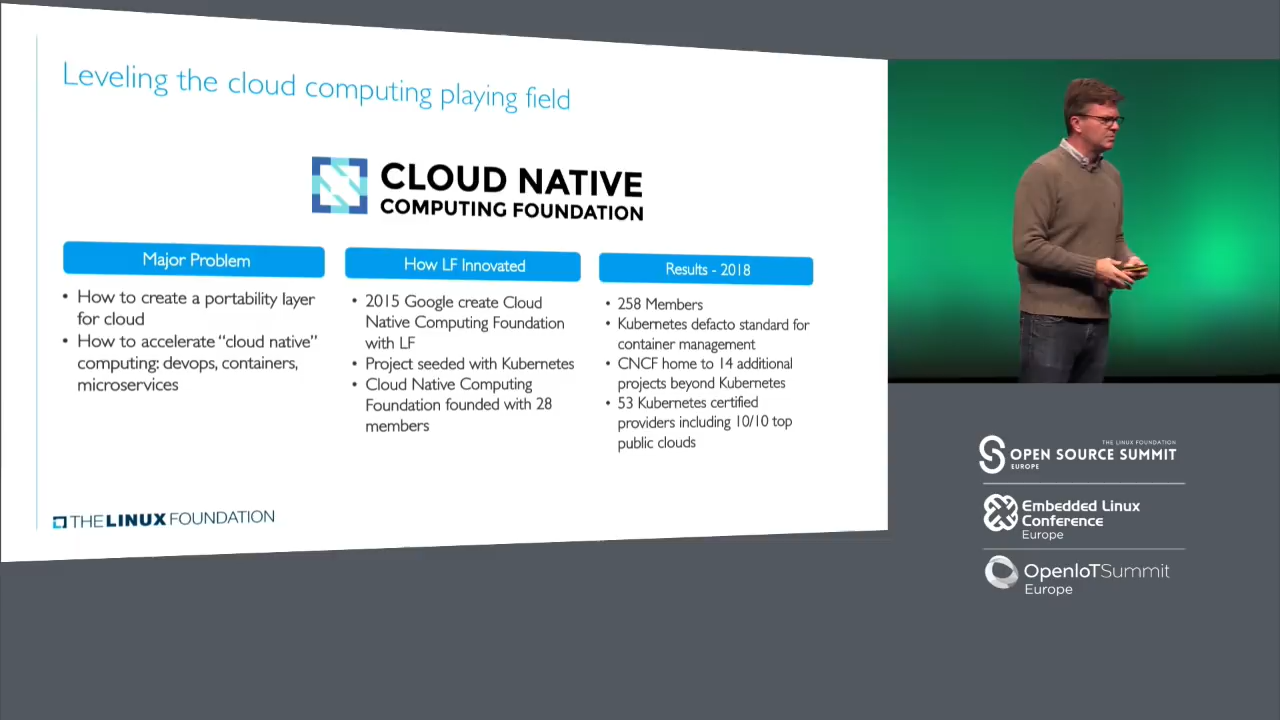 Leveling the cloud computing playing field
CLOUD NATIVE
COMPUTING FOUNDATION
Major Problem
• How to create a portability layer
for cloud
• How to accelerate “cloud native”
computing: devops, containers,
microservices
How LF Innovated
• 2015 Google create Cloud
Native Computing Foundation
with LF
• Project seeded with Kubernetes
• Cloud Native Computing
Foundation founded with 28
members
Results - 2018
• 258 Members
• Kubernetes defacto standard for
container management
• CNCF home to 14 additional
projects beyond Kubernetes
• 53 Kubernetes certified
providers including 10/10 top
public clouds
THE LINUX FOUNDATION
THE LINUX FOUNDATION
OPEN SOURCE SUMMIT
EUROPE
Embedded Linux
Conference
Europe
OpenIoTSummit
Europe